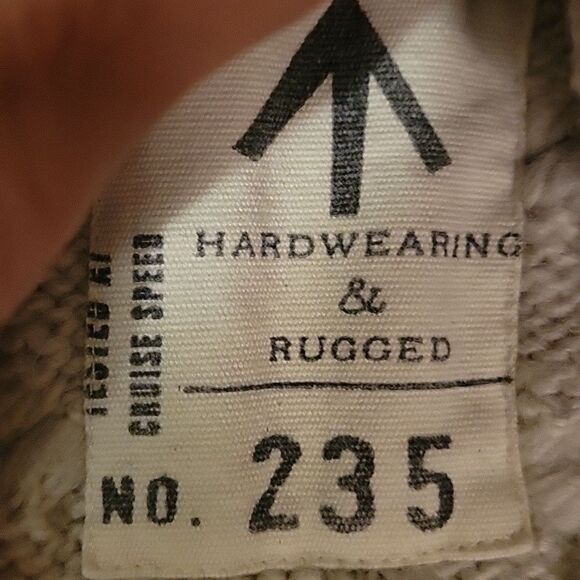 HARDWEARING
&
RUGGED
TESTED AT
CRUISE SPEED
NO. 235